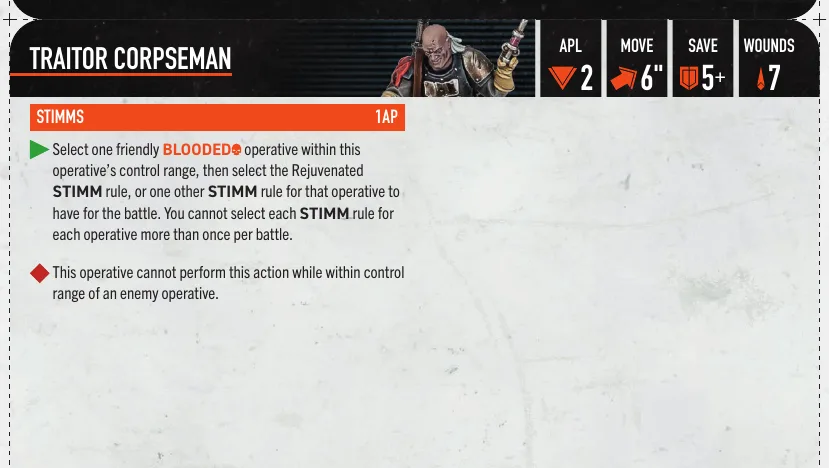 TRAITOR CORPSEMAN
APL
2
MOVE
6"
SAVE
5+
WOUNDS
7
STIMMS 1AP
Select one friendly BLOODED operative within this
operative's control range, then select the Rejuvenated
STIMM rule, or one other STIMM rule for that operative to
have for the battle. You cannot select each STIMM rule for
each operative more than once per battle.
This operative cannot perform this action while within control
range of an enemy operative.